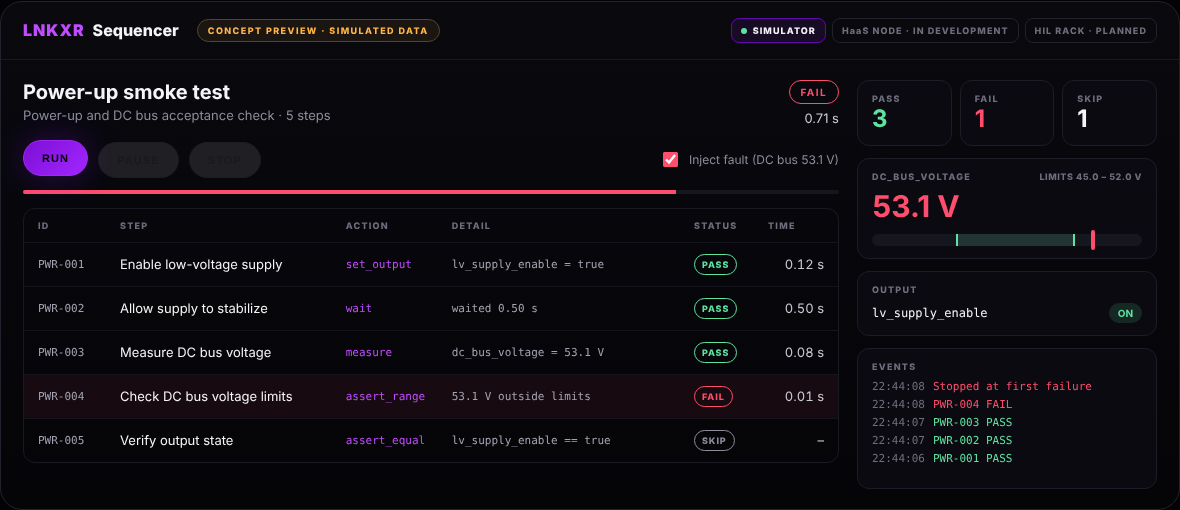 LNKXR Sequencer CONCEPT PREVIEW · SIMULATED DATA SIMULATOR HaaS NODE · IN DEVELOPMENT HIL RACK · PLANNED
Power-up smoke test
FAIL
Power-up and DC bus acceptance check · 5 steps
0.71 s
RUN PAUSE STOP
Inject fault (DC bus 53.1 V)
ID STEP ACTION DETAIL STATUS TIME
PWR-001 Enable low-voltage supply set_output lv_supply_enable = true PASS 0.12 s
PWR-002 Allow supply to stabilize wait waited 0.50 s PASS 0.50 s
PWR-003 Measure DC bus voltage measure dc_bus_voltage = 53.1 V PASS 0.08 s
PWR-004 Check DC bus voltage limits assert_range 53.1 V outside limits FAIL 0.01 s
PWR-005 Verify output state assert_equal lv_supply_enable == true SKIP –
PASS FAIL SKIP
3 1 1
DC_BUS_VOLTAGE LIMITS 45.0 – 52.0 V
53.1 V
OUTPUT
lv_supply_enable ON
EVENTS
22:44:08 Stopped at first failure
22:44:08 PWR-004 FAIL
22:44:07 PWR-003 PASS
22:44:07 PWR-002 PASS
22:44:06 PWR-001 PASS